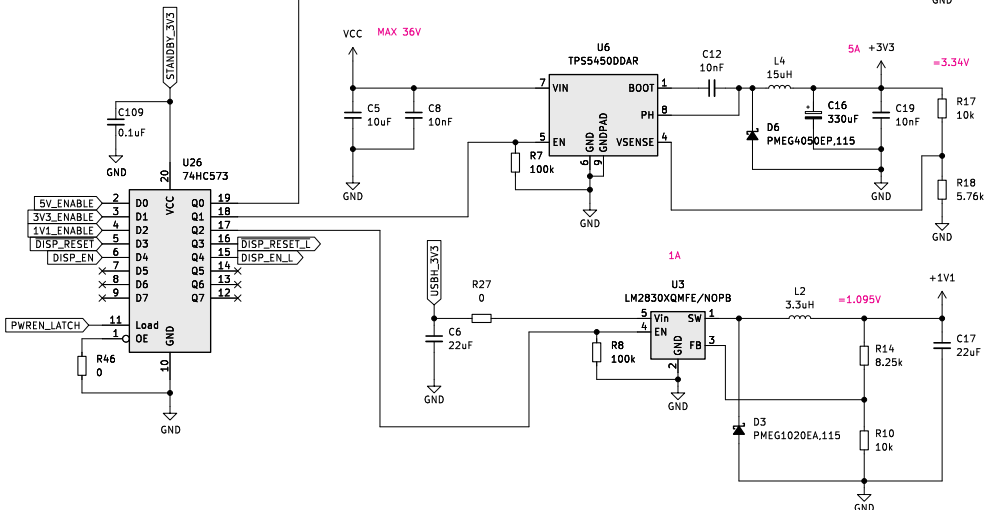 GND
STANDBY_3V3
C109
0.1uF
GND
U26
74HC573
20
VCC
5V_ENABLE
2
D0
Q0
19
3V3_ENABLE
3
D1
Q1
18
1V1_ENABLE
4
D2
Q2
17
DISP_RESET
5
D3
Q3
16
DISP_RESET_L
DISP_EN
6
D4
Q4
15
DISP_EN_L
7
D5
Q5
14
8
D6
Q6
13
9
D7
Q7
12
PWREN_LATCH
11
Load
1
OE
GND
10
R46
0
GND
VCC
MAX 36V
C5
10uF
C8
10nF
GND
U6
TPS5450DDAR
7
VIN
BOOT
1
PH
8
5
EN
VSENSE
4
GND
GNDPAD
6
9
R7
100k
GND
C12
10nF
L4
15uH
D6
PMEG4050EP,115
5A
+3V3
C16
330uF
+
C19
10nF
GND
=3.34V
R17
10k
R18
5.76k
GND
USBH_3V3
R27
0
C6
22uF
GND
1A
U3
LM2830XQMFE/NOPB
5
Vin
SW
1
4
EN
FB
3
GND
2
R8
100k
GND
L2
3.3uH
=1.095V
+1V1
C17
22uF
R14
8.25k
D3
PMEG1020EA,115
R10
10k
GND